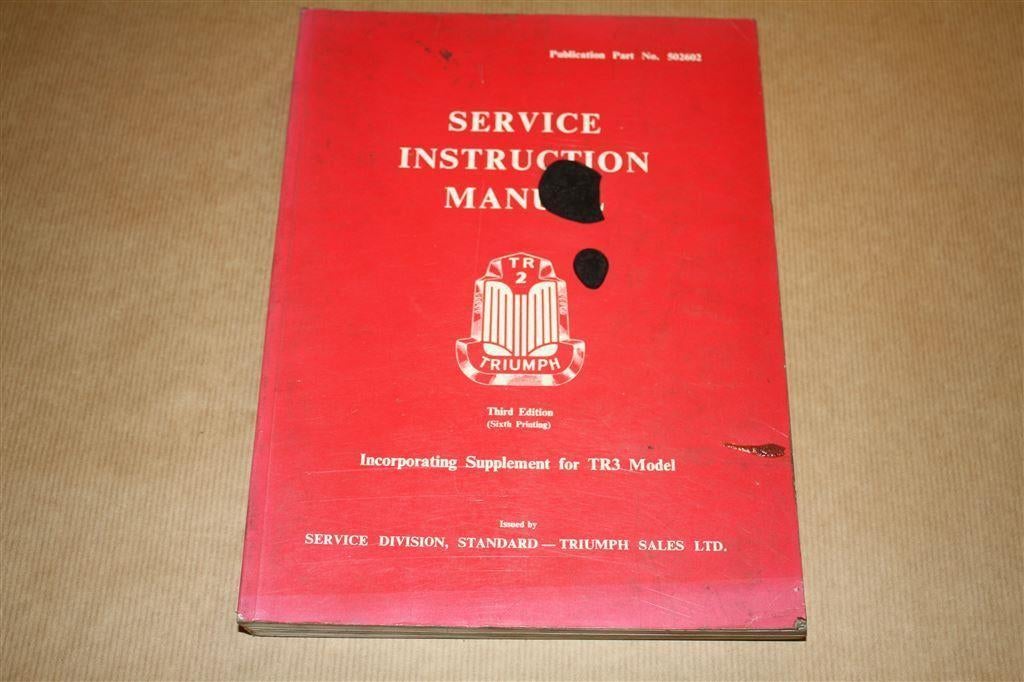 Publication Part No. 502602
SERVICE
INSTRUCTION
TR
2
TRIUMPH
Third Edition
(Sixth Printing)
Incorporating Supplement for TR3 Model
Issued by
SERVICE DIVISION, STANDARD — TRIUMPH SALES LTD.